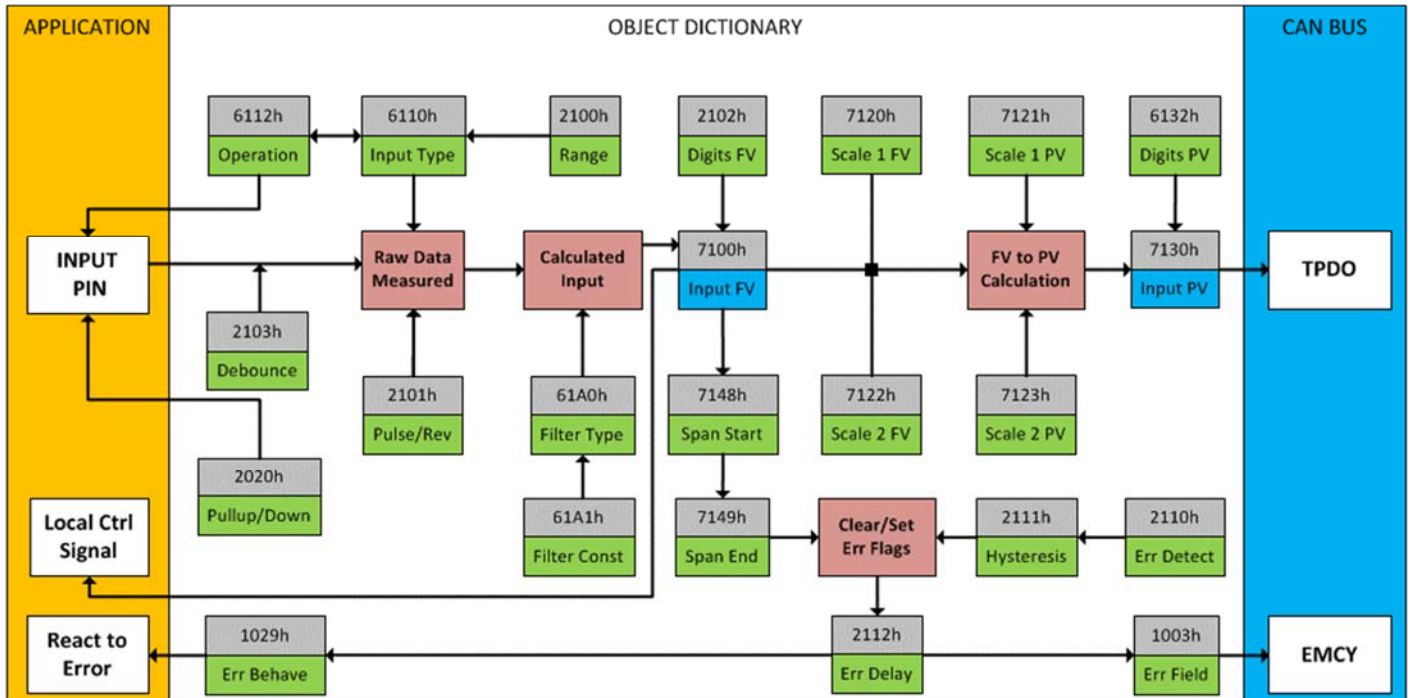 APPLICATION
OBJECT DICTIONARY
CAN BUS
6112h
Operation
6110h
Input Type
2100h
Range
2102h
Digits FV
7120h
Scale 1 FV
7121h
Scale 1 PV
6132h
Digits PV
INPUT
PIN
Raw Data
Measured
Calculated
Input
7100h
Input FV
FV to PV
Calculation
7130h
Input PV
TPDO
2103h
Debounce
2101h
Pulse/Rev
61A0h
Filter Type
7148h
Span Start
7122h
Scale 2 FV
7123h
Scale 2 PV
2020h
Pullup/Down
Local Ctrl
Signal
61A1h
Filter Const
7149h
Span End
Clear/Set
Err Flags
2111h
Hysteresis
2110h
Err Detect
React to
Error
1029h
Err Behave
2112h
Err Delay
1003h
Err Field
EMCY